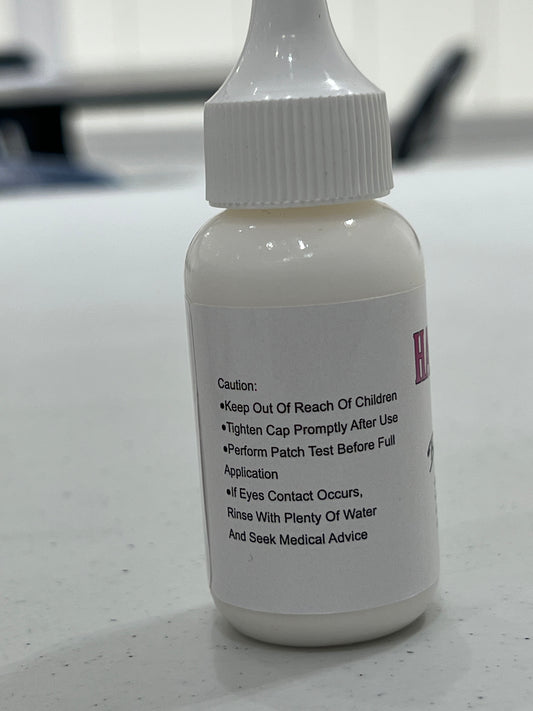 Caution:
•Keep Out Of Reach Of Children
•Tighten Cap Promptly After Use
•Perform Patch Test Before Full
Application
•If Eyes Contact Occurs,
Rinse With Plenty Of Water
And Seek Medical Advice